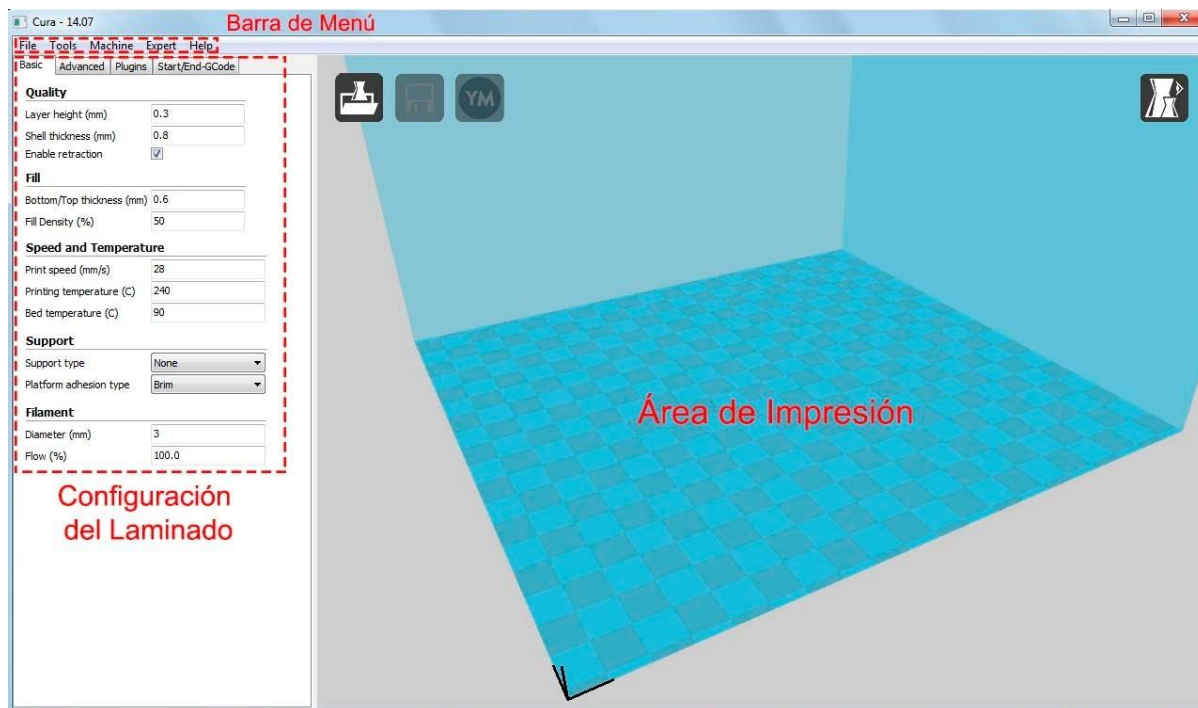 Cura - 14.07
Barra de Menú
File Tools Machine Expert Help
Basic Advanced Plugins Start/End-GCode
Quality
Layer height (mm) 0.3
Shell thickness (mm) 0.8
Enable retraction
Fill
Bottom/Top thickness (mm) 0.6
Fill Density (%) 50
Speed and Temperature
Print speed (mm/s) 28
Printing temperature (C) 240
Bed temperature (C) 90
Support
Support type None
Platform adhesion type Brim
Filament
Diameter (mm) 3
Flow (%) 100.0
Configuración
del Laminado
YM
Área de Impresión